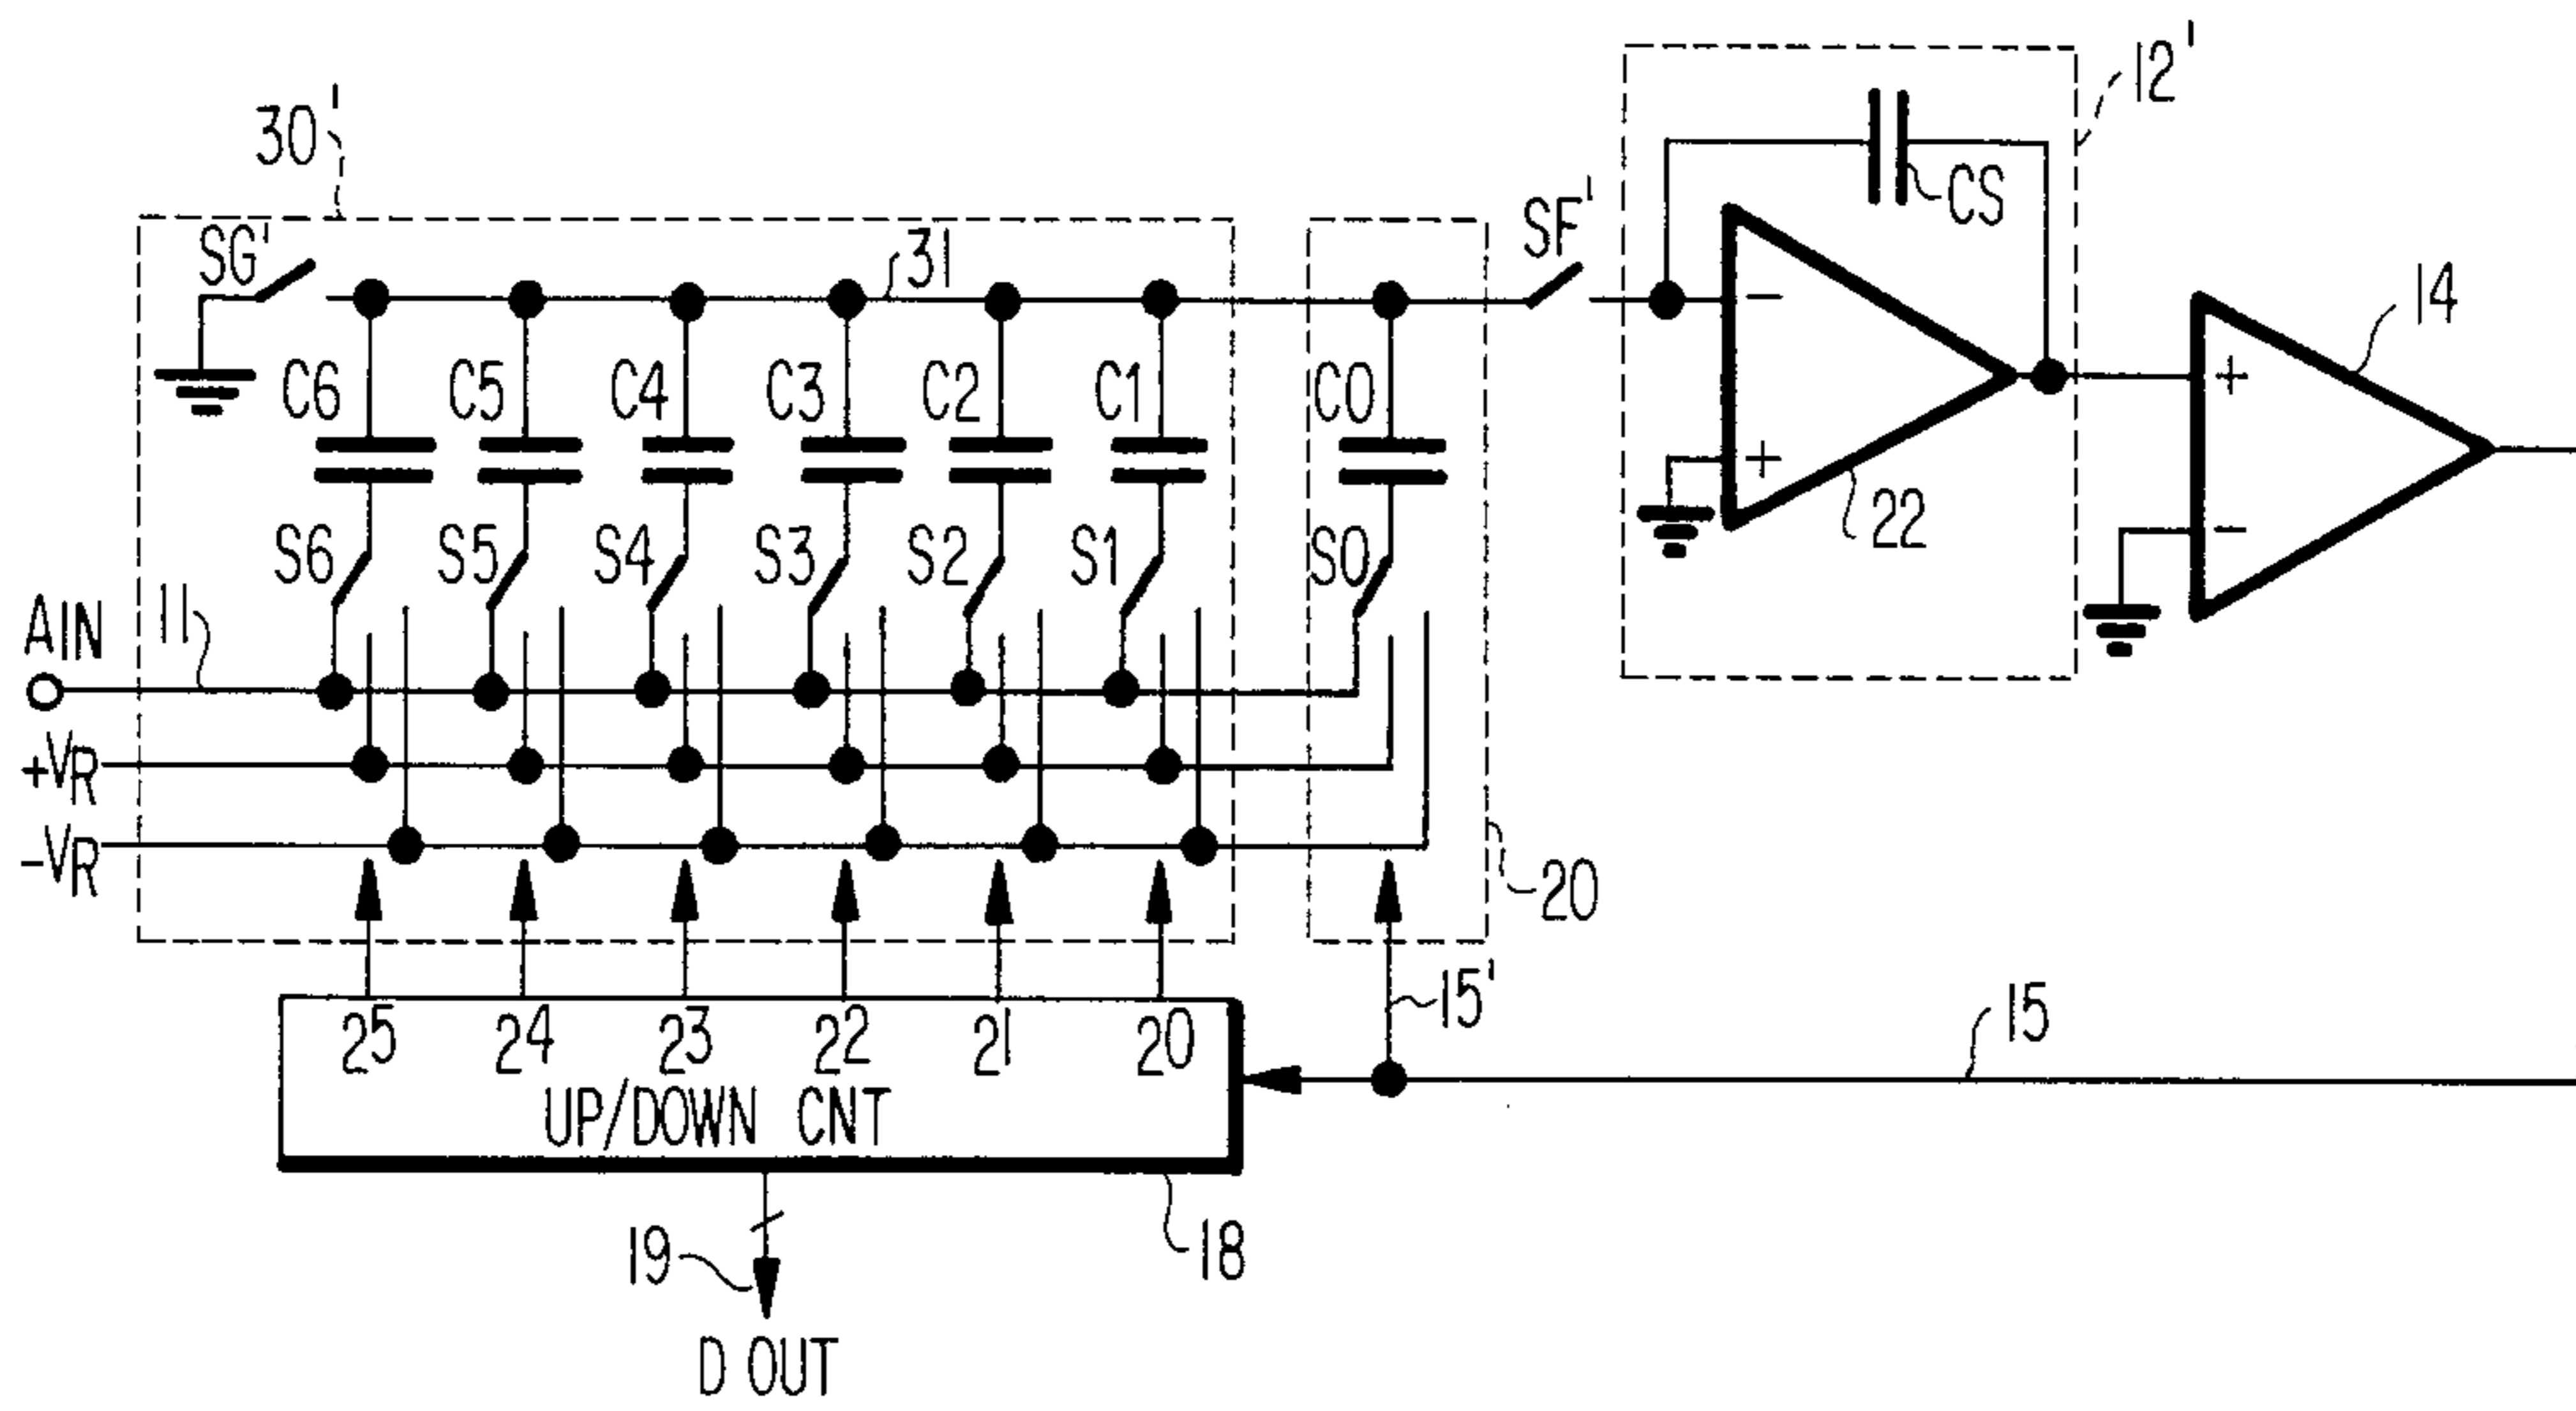 12'
30'
SG'
31
SF'
CS
14
C6 C5 C4 C3 C2 C1 C0
22
S6 S5 S4 S3 S2 S1 S0
AIN
11
+VR
-VR
20
15'
15
2⁵ 2⁴ 2³ 2² 2¹ 2⁰
UP/DOWN CNT
19
18
D OUT
- +
+ -